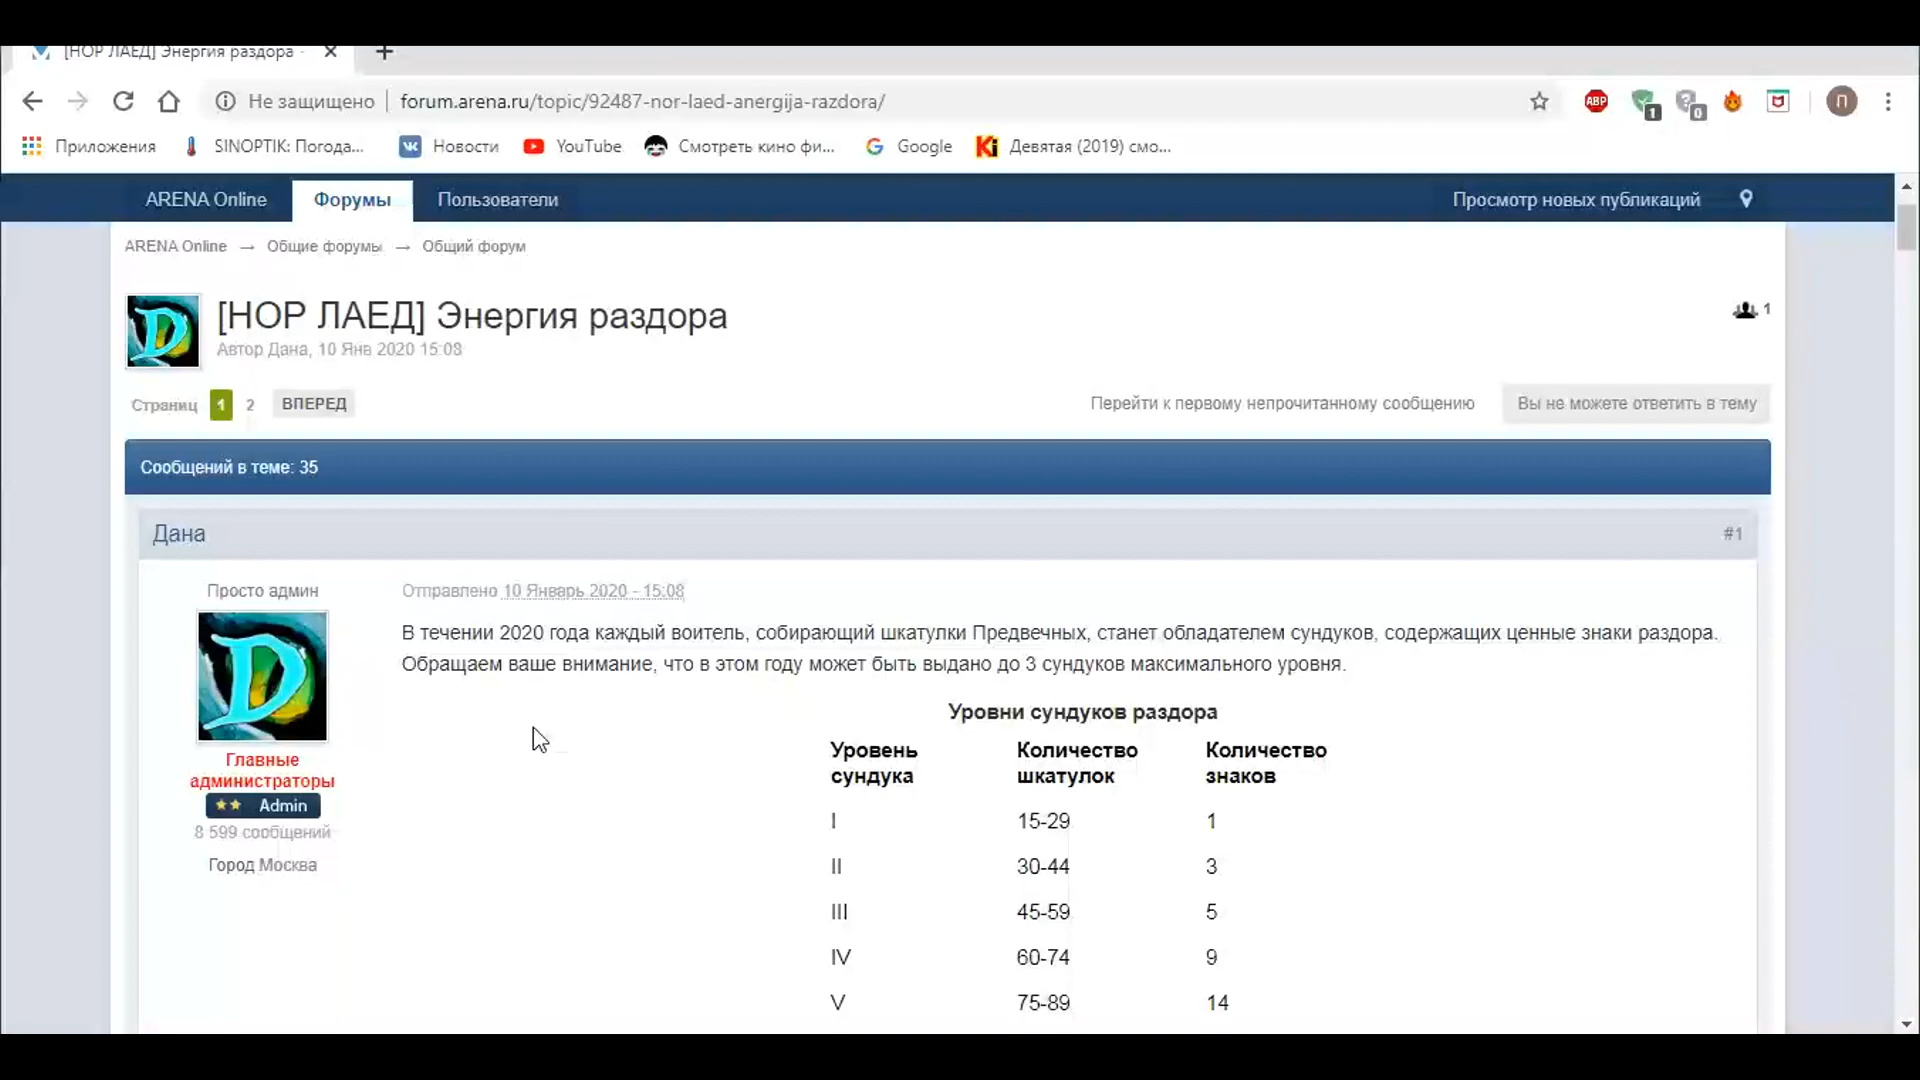 [НОР ЛАЕД] Энергия раздора -
Не защищено
forum.arena.ru/topic/92487-nor-laed-anergija-razdora/
ABP
1
0
П
Приложения
SINOPTIK: Погода...
Новости
YouTube
Смотреть кино фи...
Google
Девятая (2019) смо...
ARENA Online
Форумы
Пользователи
Просмотр новых публикаций
ARENA Online → Общие форумы → Общий форум
[НОР ЛАЕД] Энергия раздора
1
Автор Дана, 10 Янв 2020 15:08
Страниц 1 2 ВПЕРЕД
Перейти к первому непрочитанному сообщению
Вы не можете ответить в тему
Сообщений в теме: 35
Дана
#1
Просто админ
D
Главные
администраторы
Admin
8 599 сообщений
Город Москва
Отправлено 10 Январь 2020 - 15:08
В течении 2020 года каждый воитель, собирающий шкатулки Предвечных, станет обладателем сундуков, содержащих ценные знаки раздора.
Обращаем ваше внимание, что в этом году может быть выдано до 3 сундуков максимального уровня.
Уровни сундуков раздора
Уровень сундука Количество шкатулок Количество знаков
I 15-29 1
II 30-44 3
III 45-59 5
IV 60-74 9
V 75-89 14